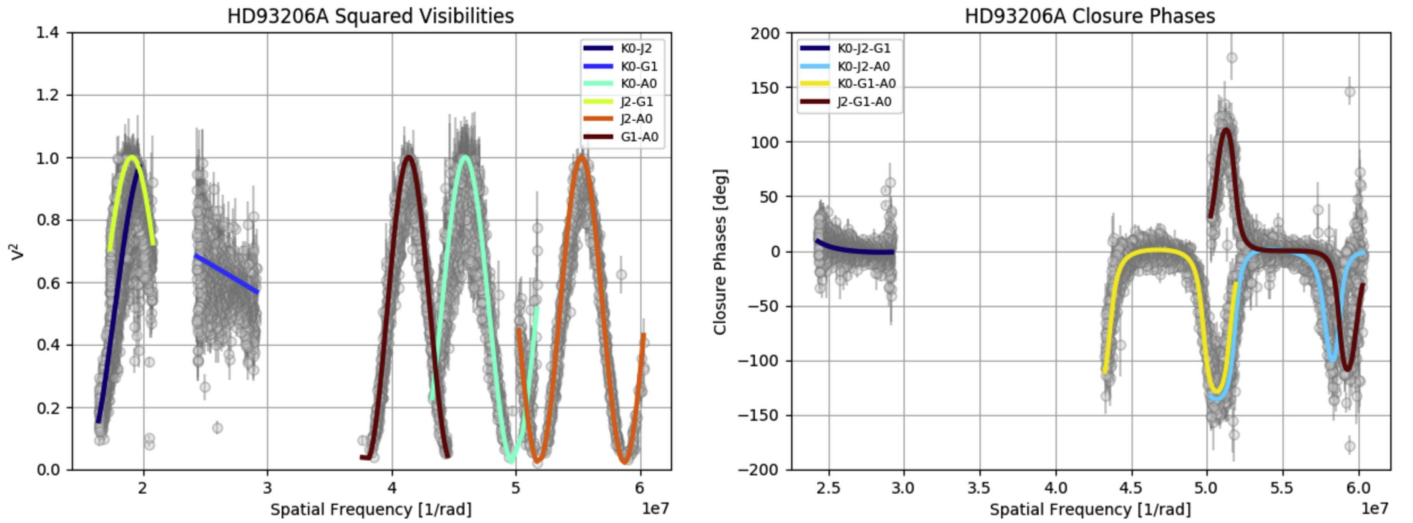 HD93206A Squared Visibilities
1.4
1.2
1.0
0.8
0.6
0.4
0.2
0.0
V²
K0-J2
K0-G1
K0-A0
J2-G1
J2-A0
G1-A0
2
3
4
5
6
1e7
Spatial Frequency [1/rad]
HD93206A Closure Phases
200
150
100
50
0
−50
−100
−150
−200
Closure Phases [deg]
K0-J2-G1
K0-J2-A0
K0-G1-A0
J2-G1-A0
2.5
3.0
3.5
4.0
4.5
5.0
5.5
6.0
1e7
Spatial Frequency [1/rad]